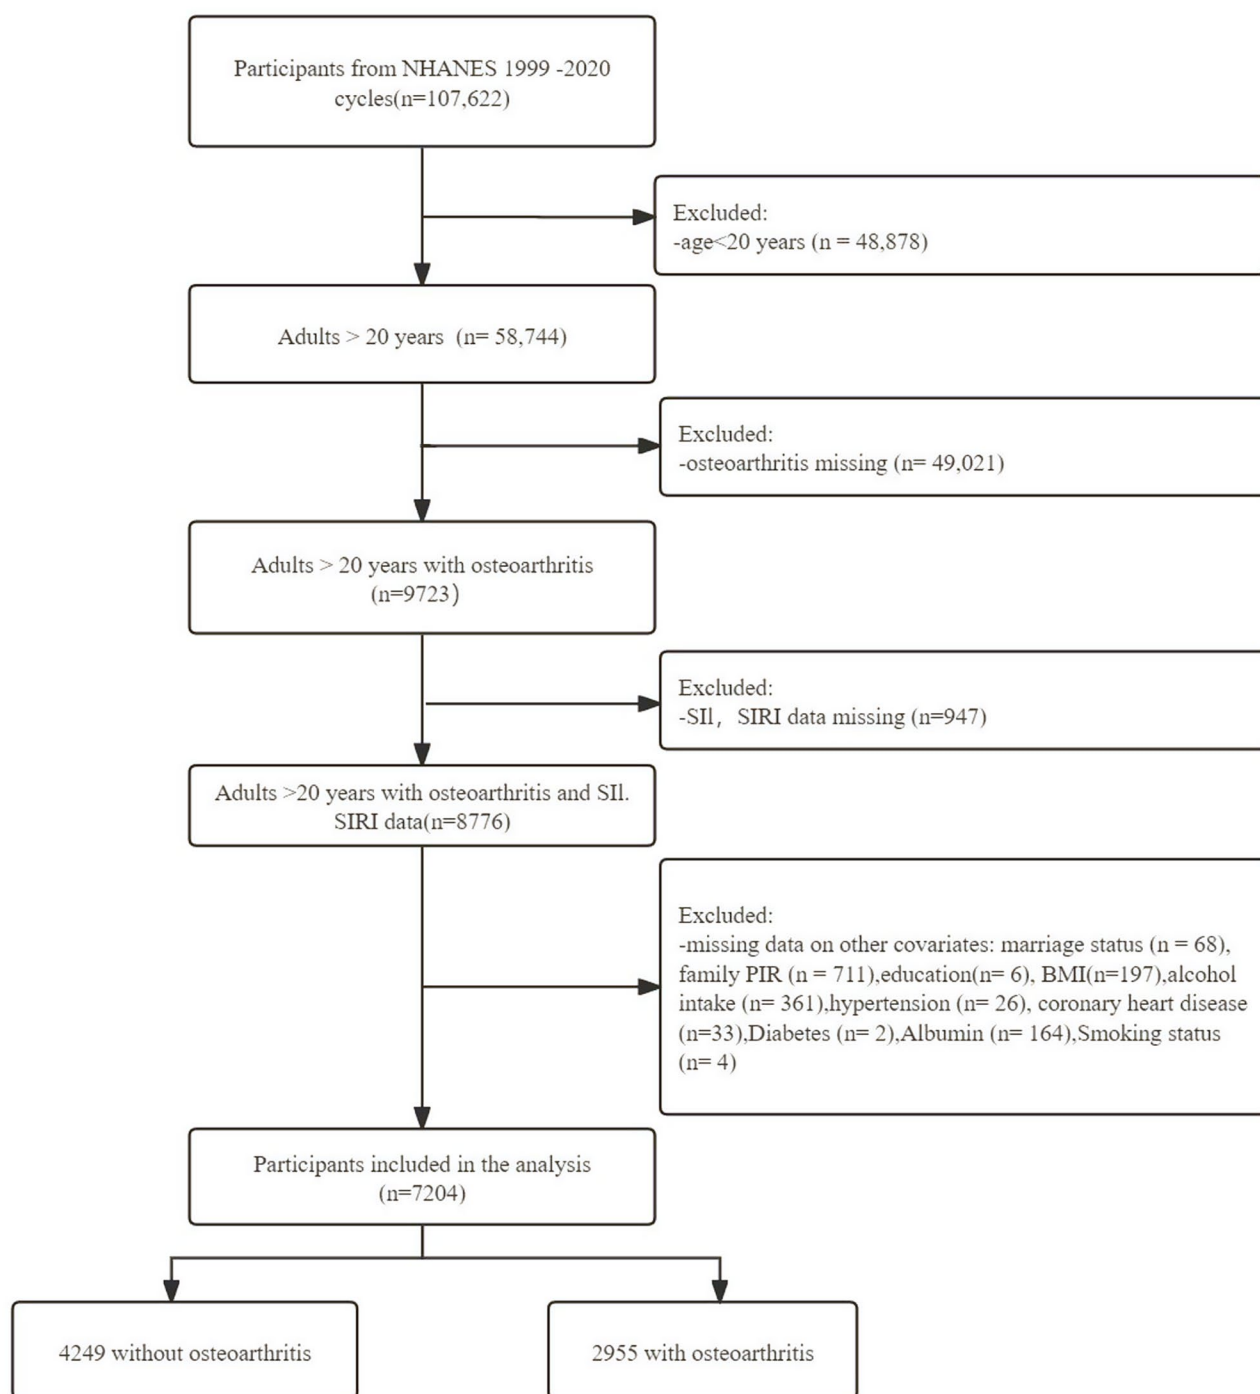 Participants from NHANES 1999 -2020
cycles(n=107,622)
Excluded:
-age<20 years (n = 48,878)
Adults > 20 years (n= 58,744)
Excluded:
-osteoarthritis missing (n= 49,021)
Adults > 20 years with osteoarthritis
(n=9723)
Excluded:
-SIl， SIRI data missing (n=947)
Adults >20 years with osteoarthritis and SIl.
SIRI data(n=8776)
Excluded:
-missing data on other covariates: marriage status (n = 68),
family PIR (n = 711),education(n= 6), BMI(n=197),alcohol
intake (n= 361),hypertension (n= 26), coronary heart disease
(n=33),Diabetes (n= 2),Albumin (n= 164),Smoking status
(n= 4)
Participants included in the analysis
(n=7204)
4249 without osteoarthritis
2955 with osteoarthritis